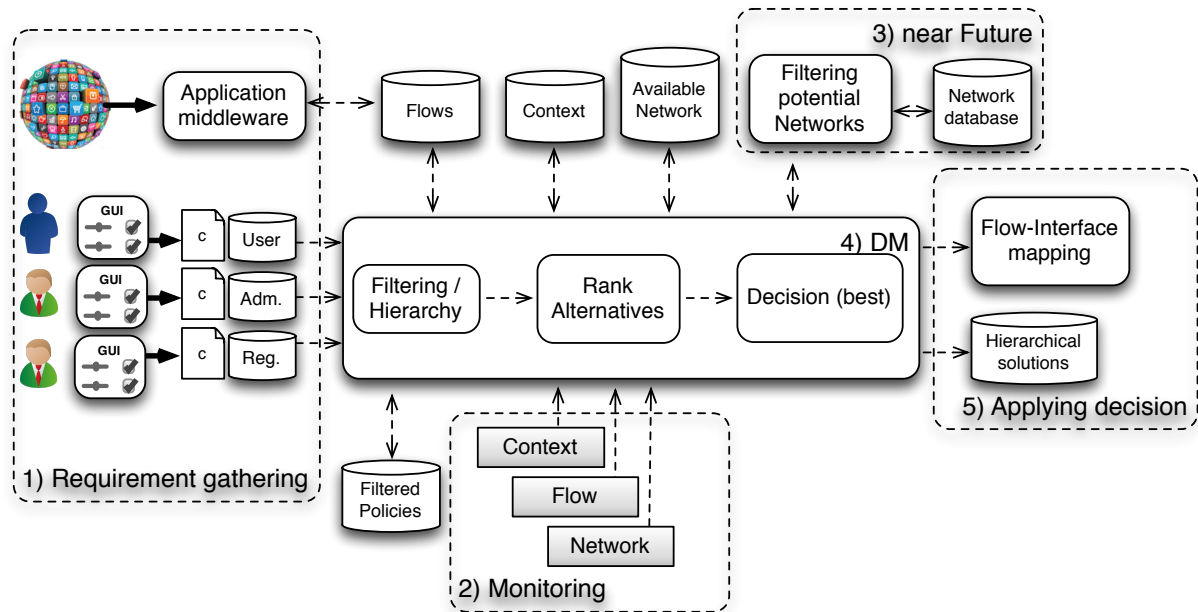 3) near Future
Application
middleware
Flows
Context
Available
Network
Filtering
potential
Networks
Network
database
GUI
c
User
GUI
c
Adm.
GUI
c
Reg.
4) DM
Filtering /
Hierarchy
Rank
Alternatives
Decision (best)
Flow-Interface
mapping
Hierarchical
solutions
5) Applying decision
1) Requirement gathering
Filtered
Policies
Context
Flow
Network
2) Monitoring